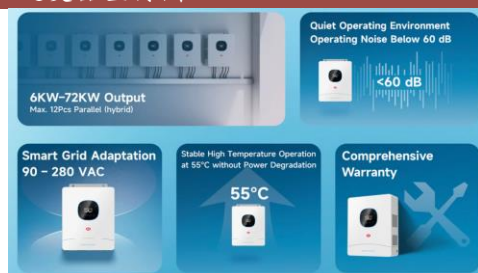 6KW-72KW Output
Max. 12Pcs Parallel (hybrid)
Quiet Operating Environment
Operating Noise Below 60 dB
<60 dB
Smart Grid Adaptation
90 - 280 VAC
Stable High Temperature Operation
at 55°C without Power Degradation
55°C
Comprehensive
Warranty